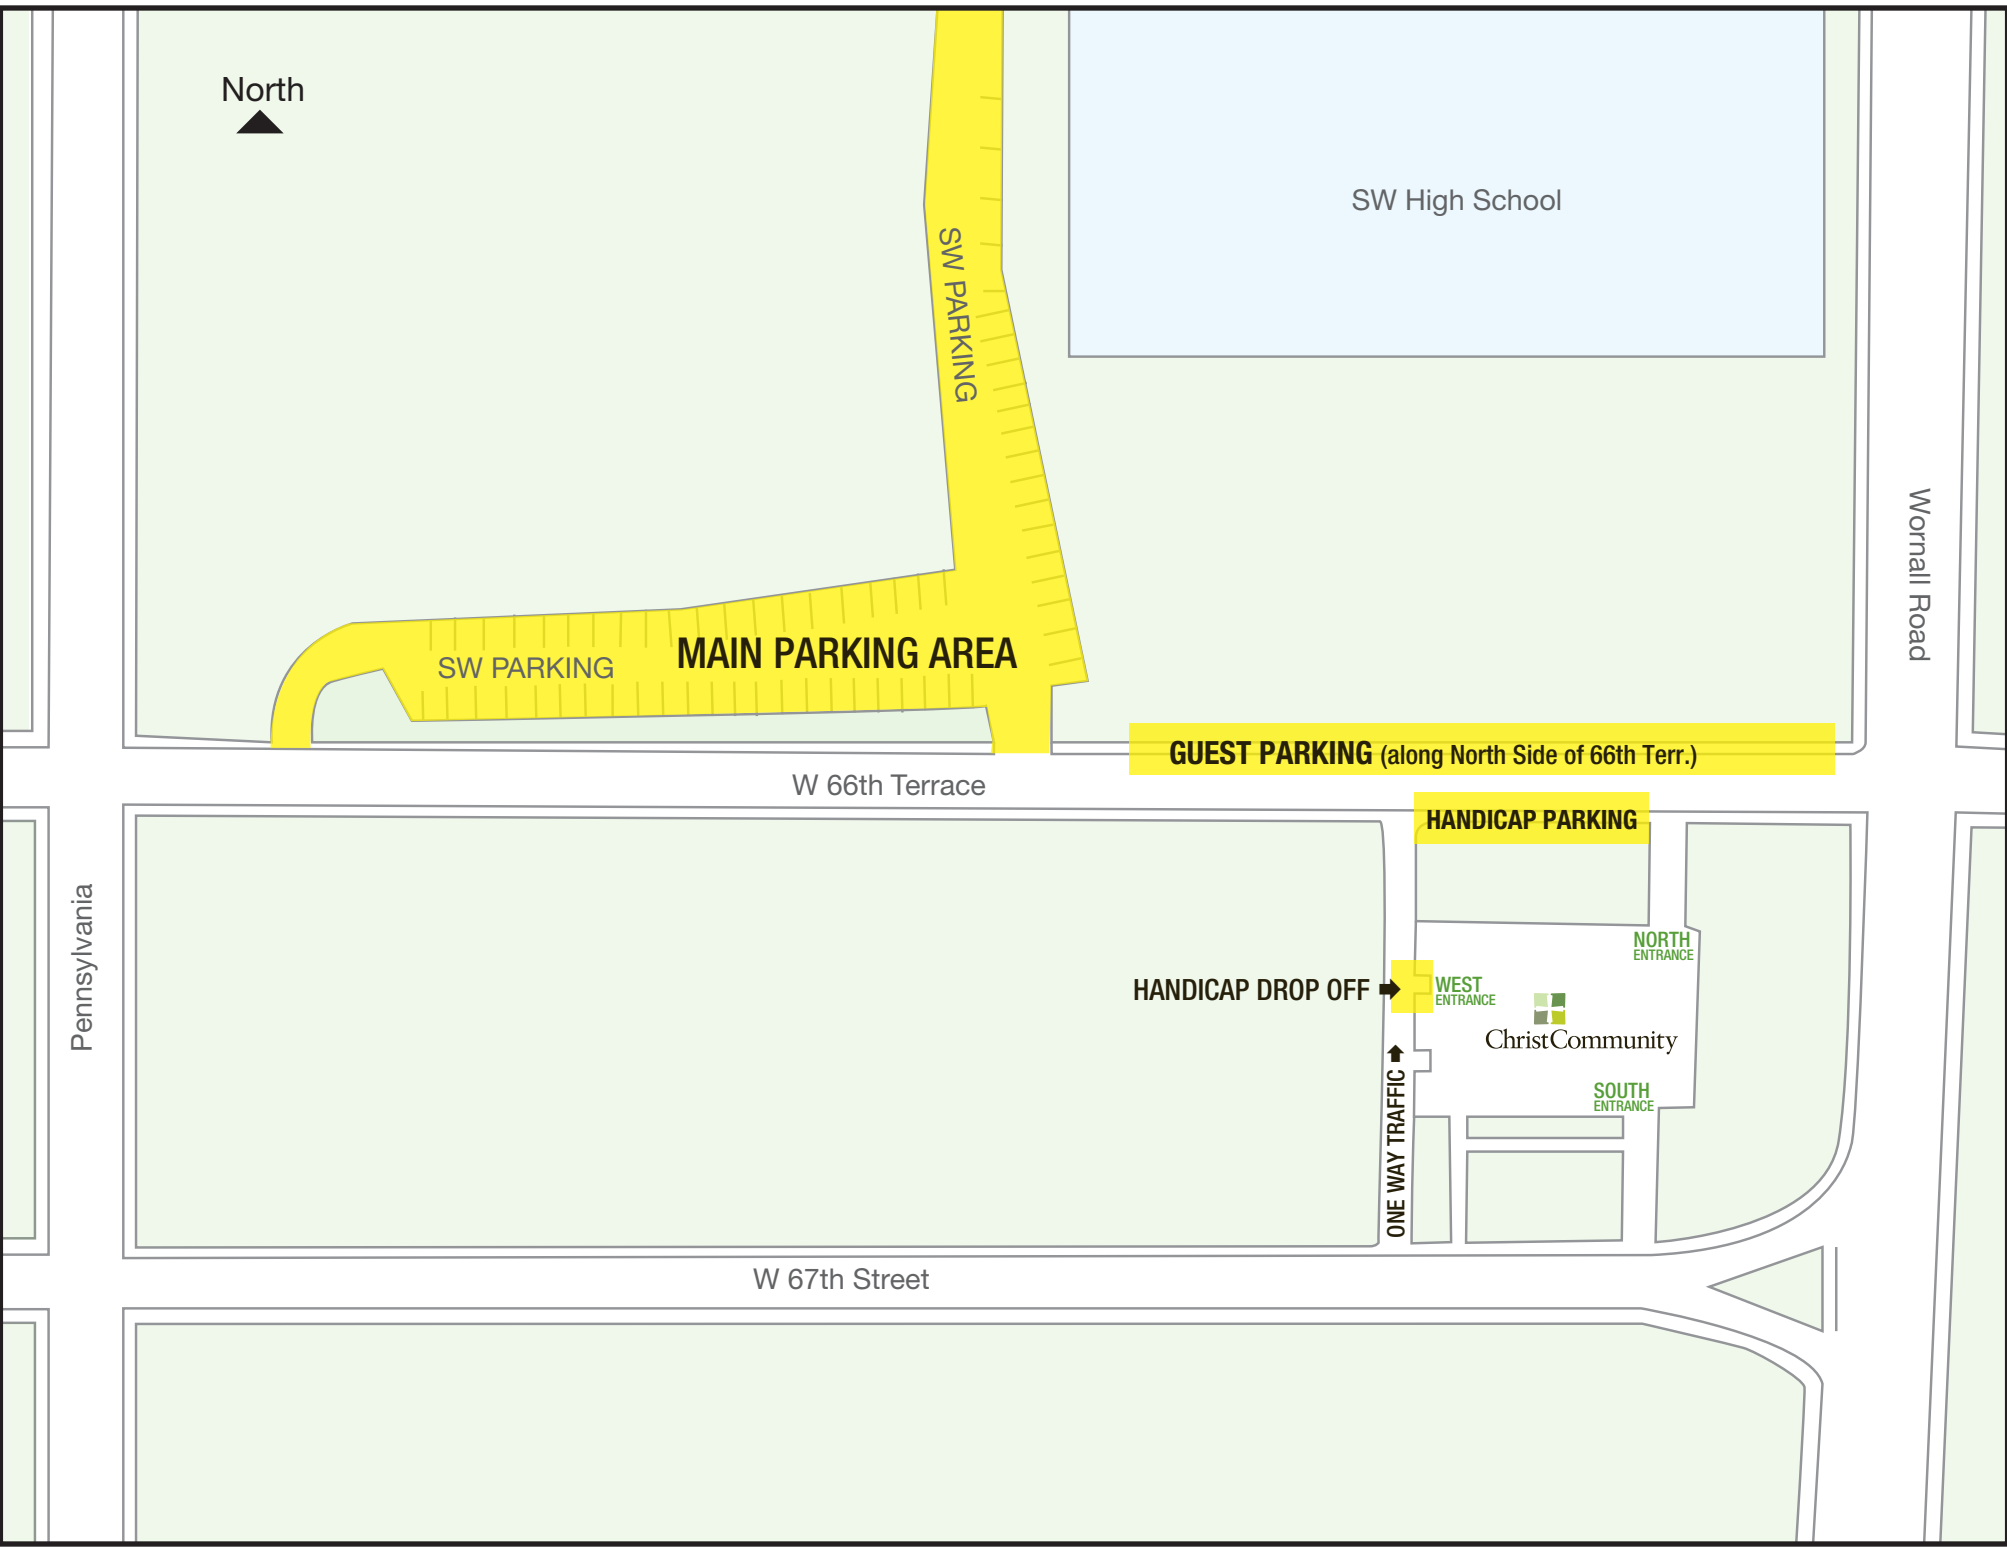 North
SW High School
SW PARKING
Wornall Road
MAIN PARKING AREA
SW PARKING
GUEST PARKING (along North Side of 66th Terr.)
W 66th Terrace
HANDICAP PARKING
Pennsylvania
NORTH
ENTRANCE
HANDICAP DROP OFF
WEST
ENTRANCE
ChristCommunity
ONE WAY TRAFFIC
SOUTH
ENTRANCE
W 67th Street